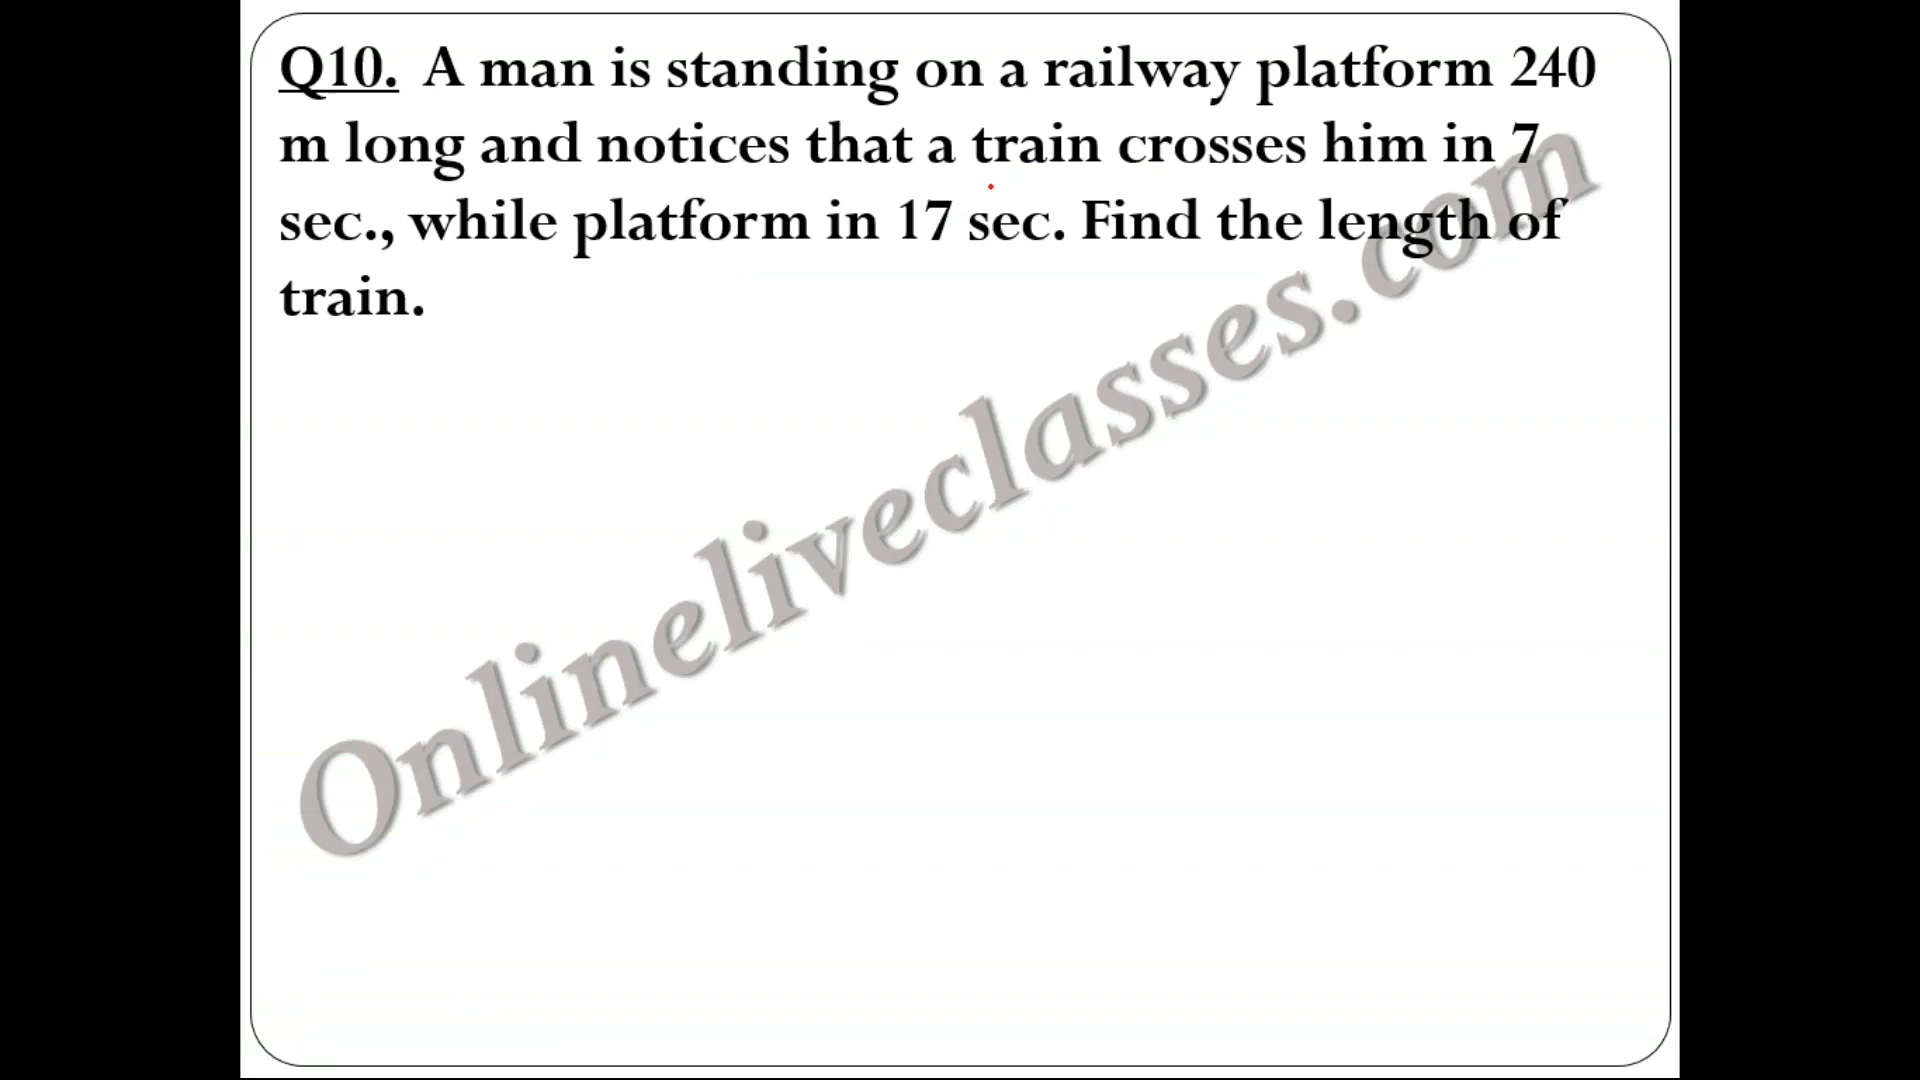 Q10. A man is standing on a railway platform 240
m long and notices that a train crosses him in 7
sec., while platform in 17 sec. Find the length of
train.
Onlineliveclasses.com